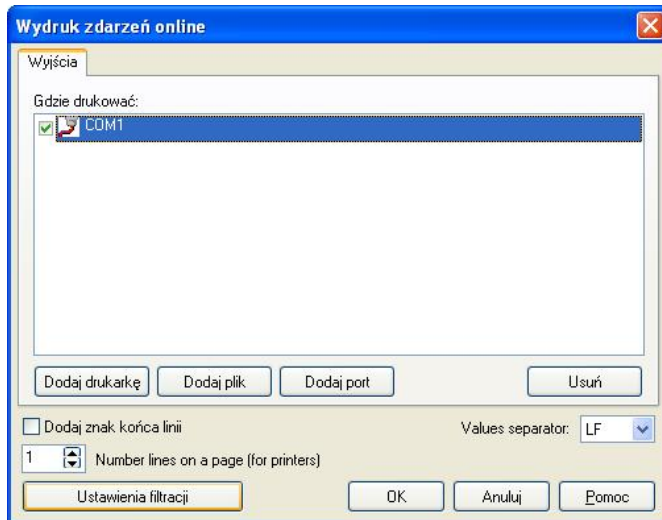 Wydruk zdarzeń online
Wyjścia
Gdzie drukować:
COM1
Dodaj drukarkę
Dodaj plik
Dodaj port
Usuń
Dodaj znak końca linii
Values separator:
LF
1
Number lines on a page (for printers)
Ustawienia filtracji
OK
Anuluj
Pomoc